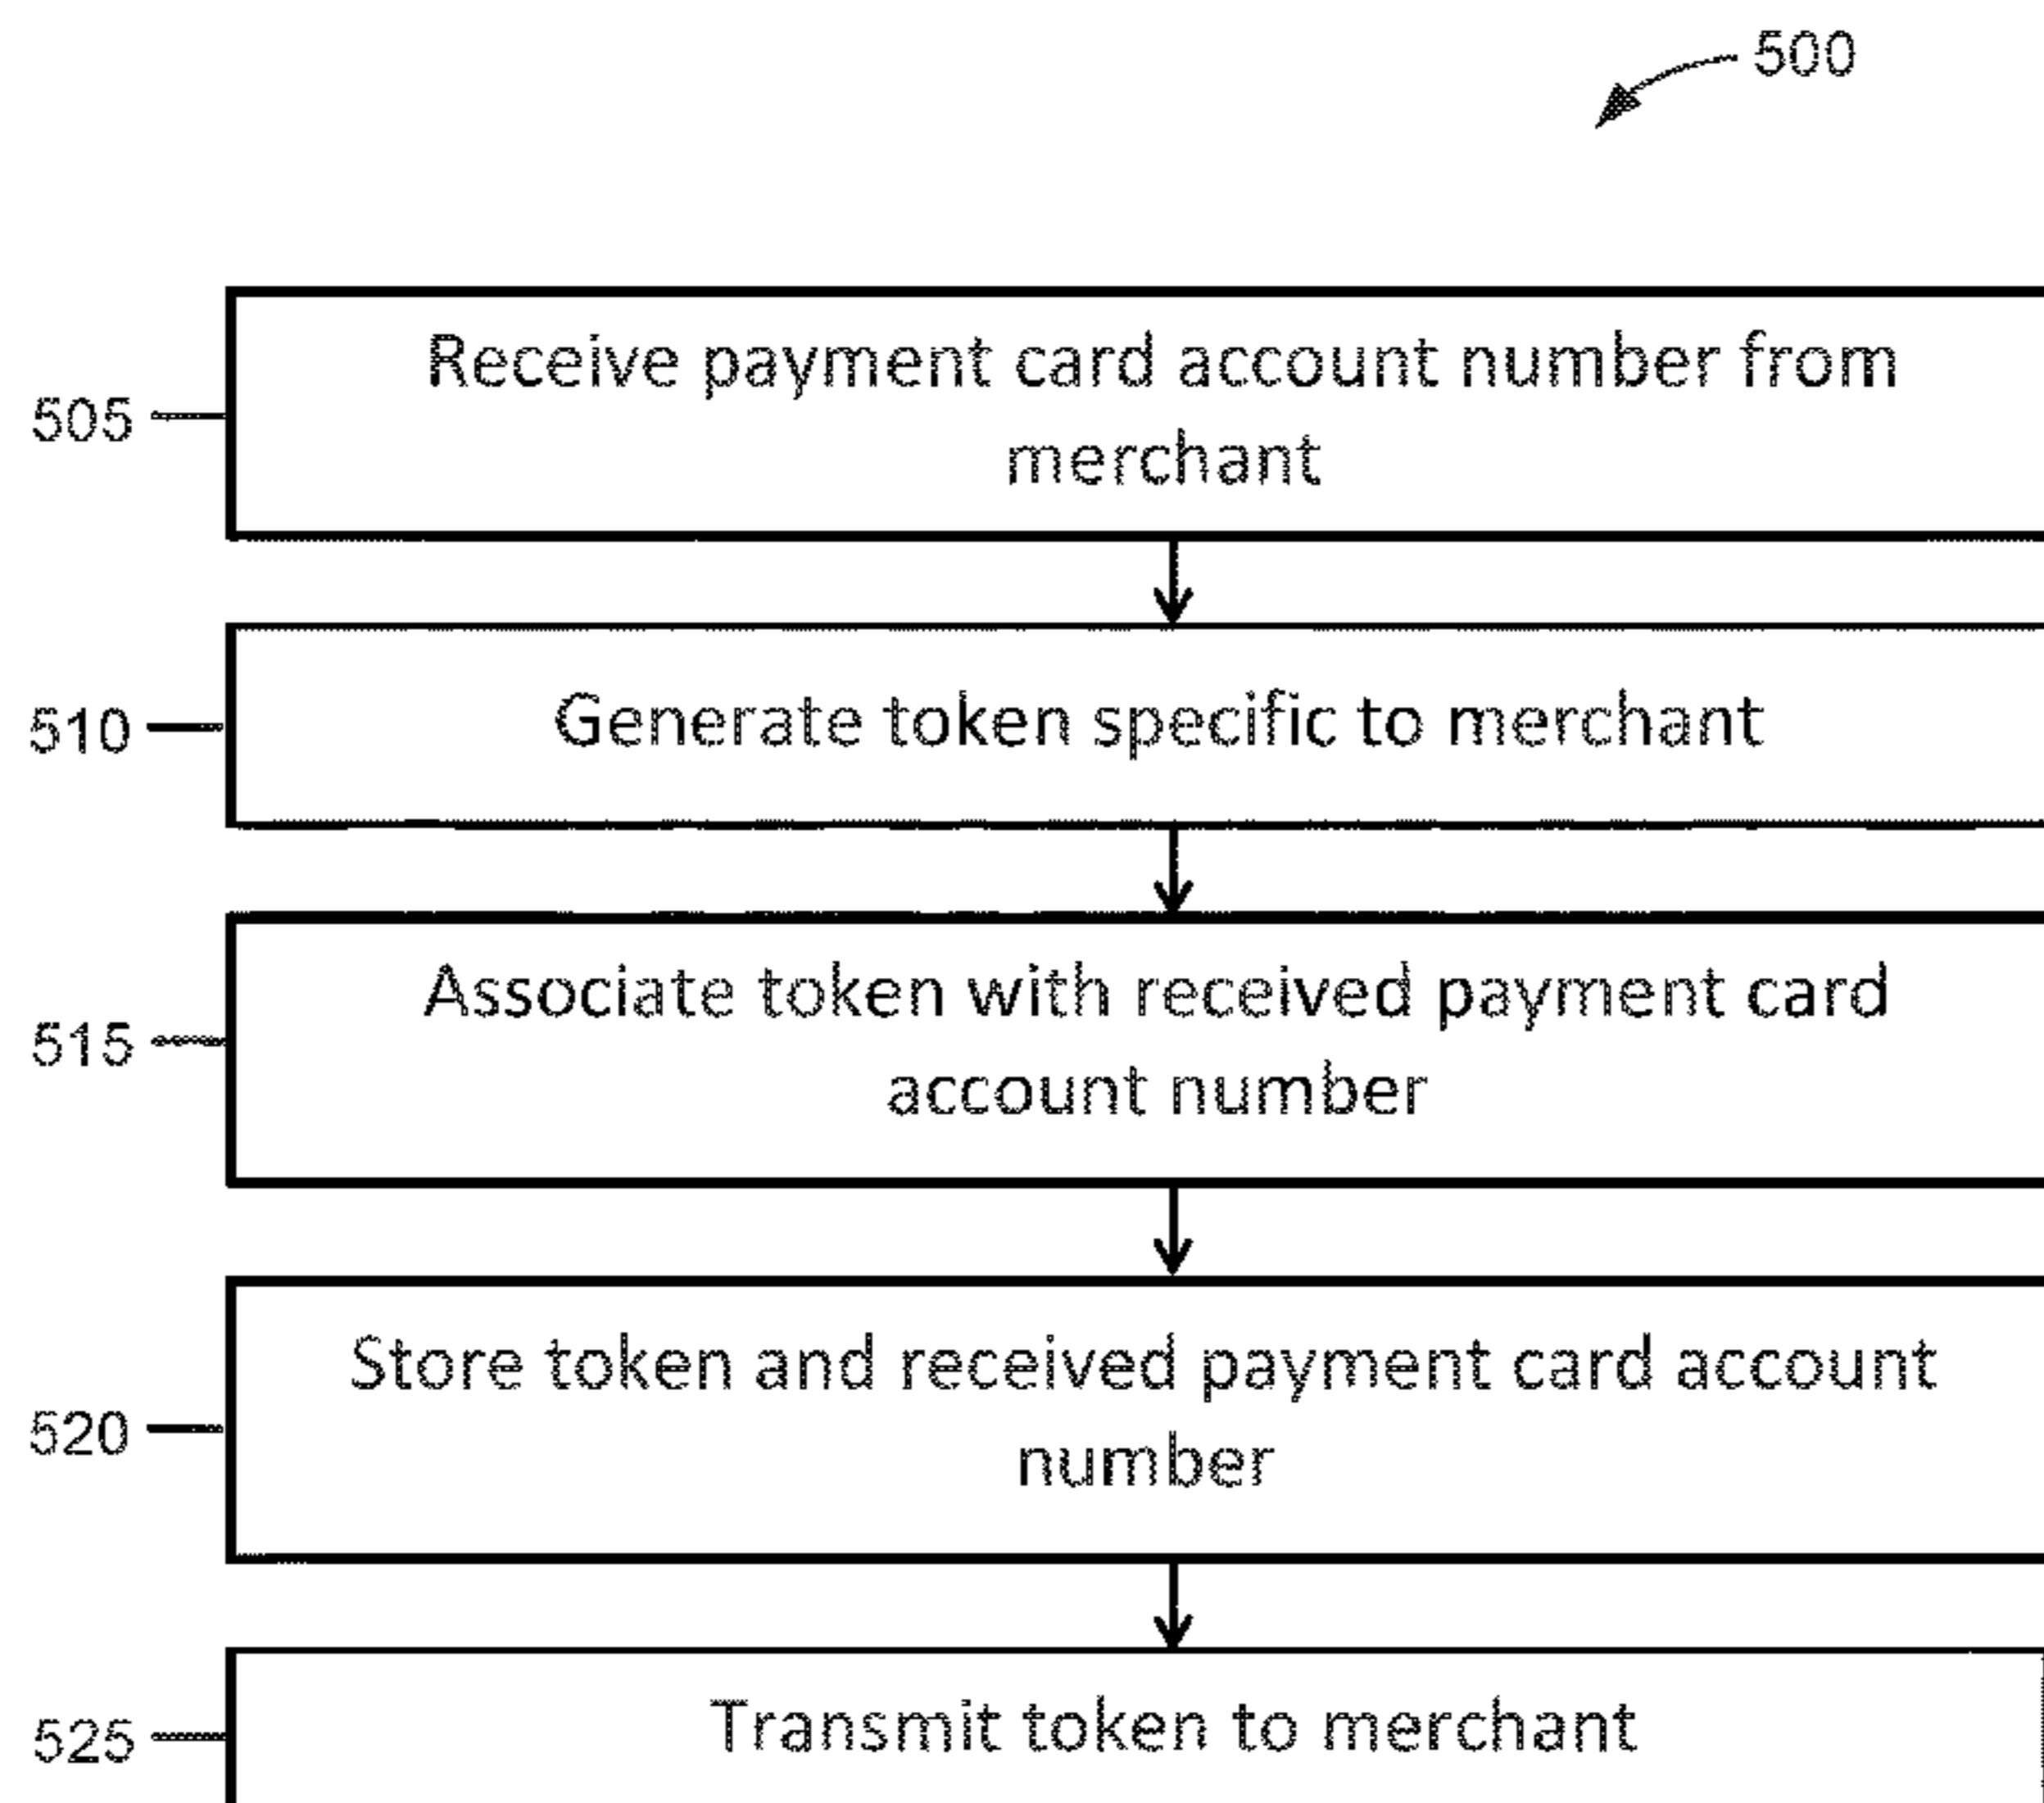 500
Receive payment card account number from
merchant
505
Generate token specific to merchant
510
Associate token with received payment card
account number
515
Store token and received payment card account
number
520
Transmit token to merchant
525